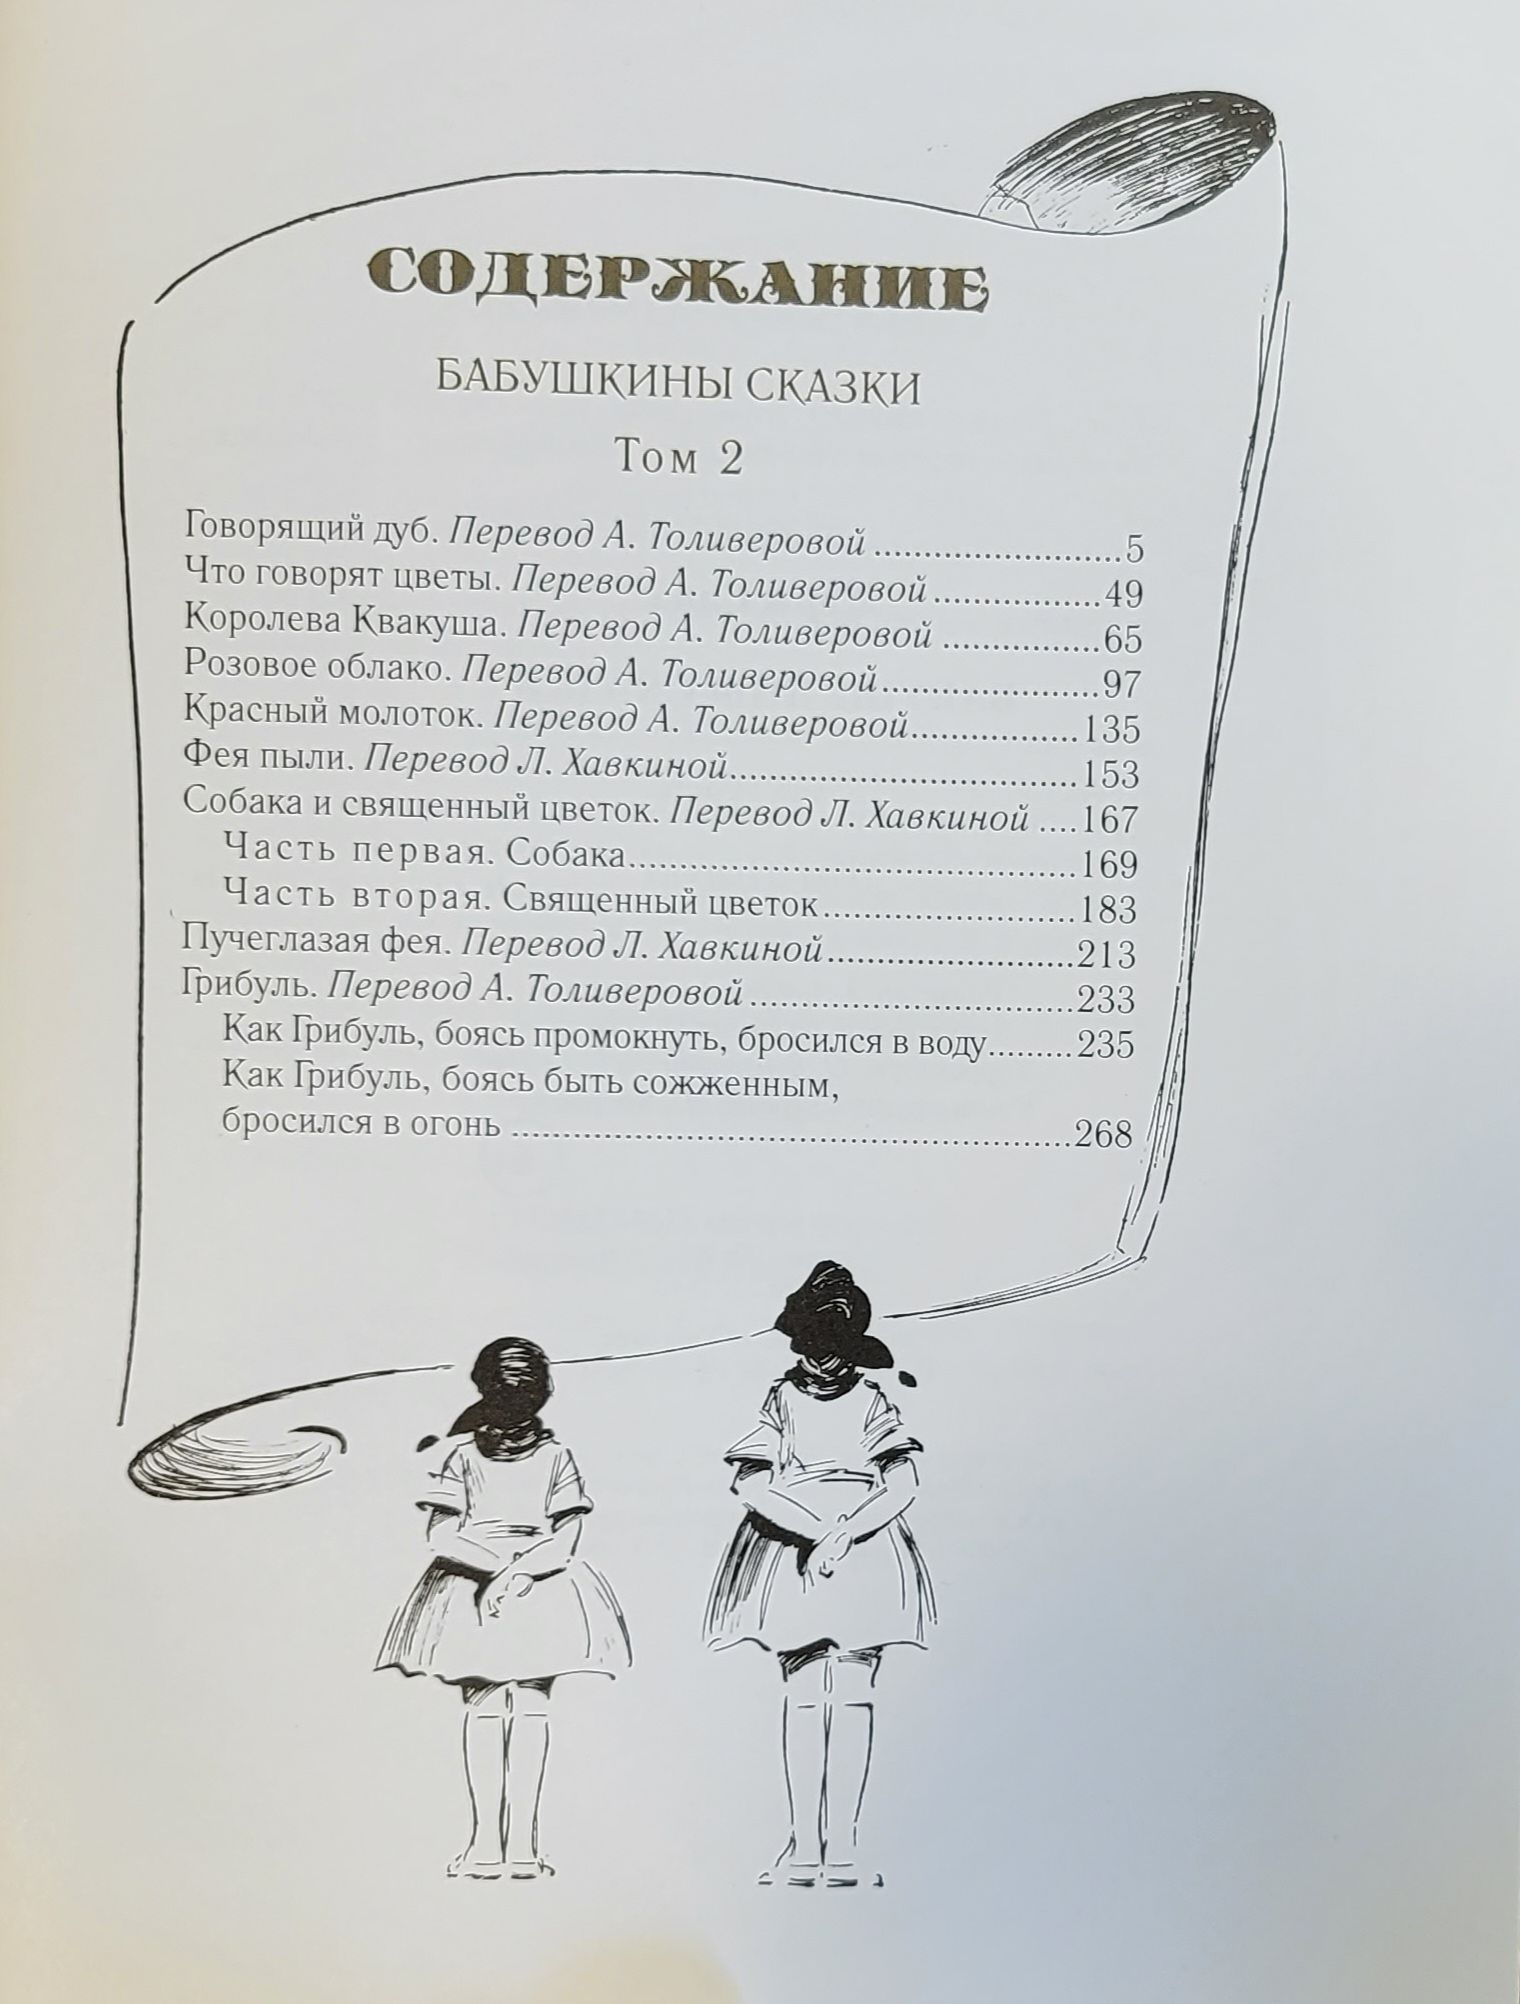 СОДЕРЖАНИЕ
БАБУШКИНЫ СКАЗКИ
Том 2
Говорящий дуб. Перевод А. Толиверовой ........................5
Что говорят цветы. Перевод А. Толиверовой .................49
Королева Квакуша. Перевод А. Толиверовой ................65
Розовое облако. Перевод А. Толиверовой......................97
Красный молоток. Перевод А. Толиверовой.................135
Фея пыли. Перевод Л. Хавкиной...................................153
Собака и священный цветок. Перевод Л. Хавкиной ....167
Часть первая. Собака.............................................169
Часть вторая. Священный цветок.........................183
Пучеглазая фея. Перевод Л. Хавкиной.........................213
Грибуль. Перевод А. Толиверовой .................................233
Как Грибуль, боясь промокнуть, бросился в воду.........235
Как Грибуль, боясь быть сожженным,
бросился в огонь ........................................................268